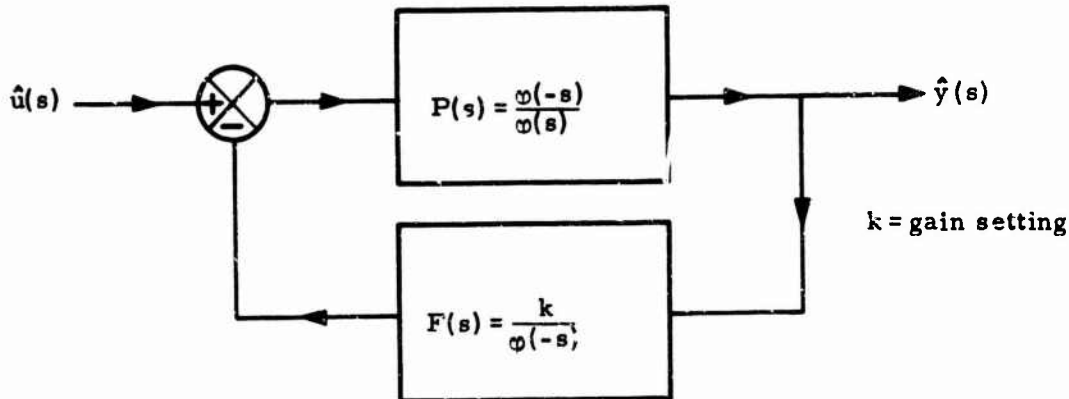 û(s)
+
−
P(s) = φ(-s)/φ(s)
ŷ(s)
k = gain setting
F(s) = k/φ(-s;